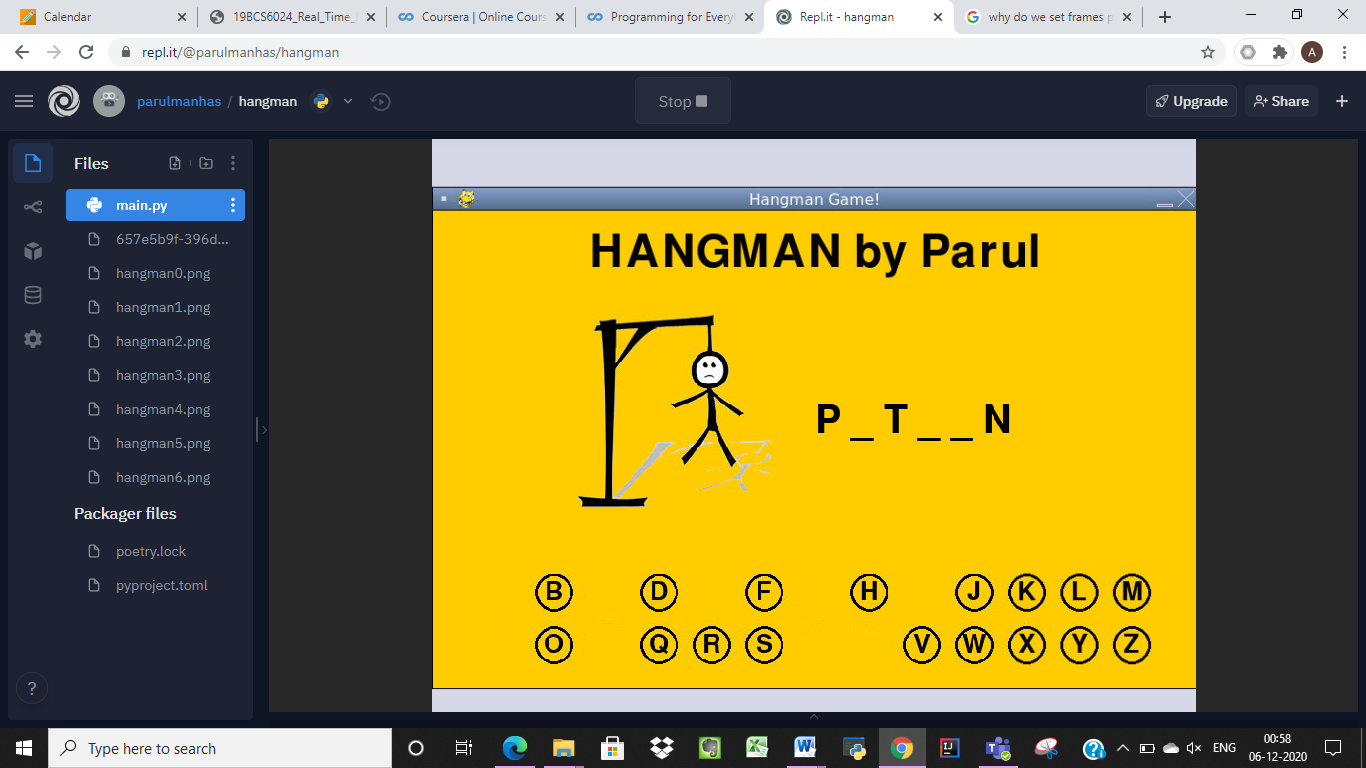 Calendar
19BCS6024_Real_Time_
Coursera | Online Cours
Programming for Every
Repl.it - hangman
why do we set frames p
repl.it/@parulmanhas/hangman
A
parulmanhas / hangman
Stop
Upgrade
Share
Files
main.py
657e5b9f-396d...
hangman0.png
hangman1.png
hangman2.png
hangman3.png
hangman4.png
hangman5.png
hangman6.png
Packager files
poetry.lock
pyproject.toml
?
Hangman Game!
HANGMAN by Parul
P _ T _ _ N
B D F H J K L M
O Q R S V W X Y Z
Type here to search
ENG
00:58
06-12-2020